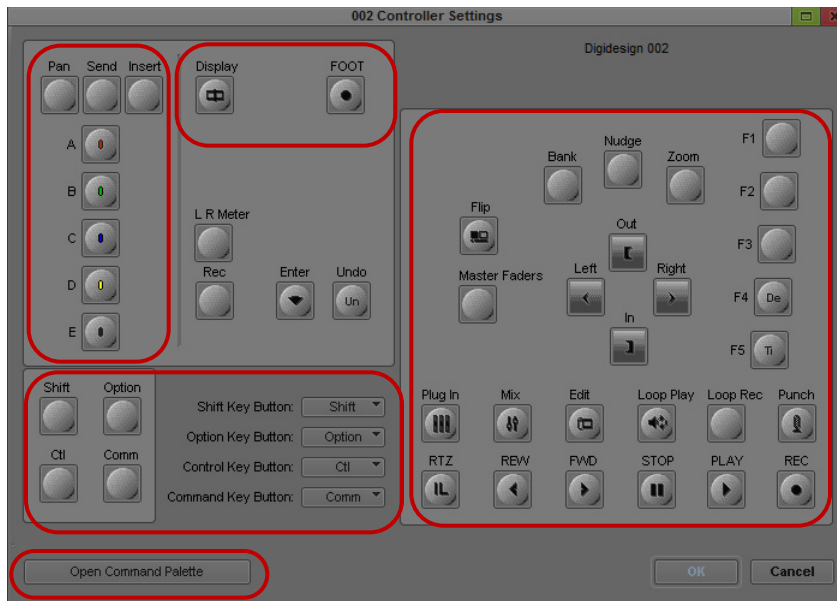 002 Controller Settings
Digidesign 002
Pan Send Insert
Display FOOT
A
B
C
D
E
L R Meter
Rec Enter Undo
Un
Bank Nudge Zoom
Flip
Master Faders
Out
Left Right
In
F1
F2
F3
F4 De
F5 Ti
Plug In Mix Edit Loop Play Loop Rec Punch
RTZ REW FWD STOP PLAY REC
Shift Option
Ctl Comm
Shift Key Button: Shift
Option Key Button: Option
Control Key Button: Ctl
Command Key Button: Comm
Open Command Palette
OK Cancel